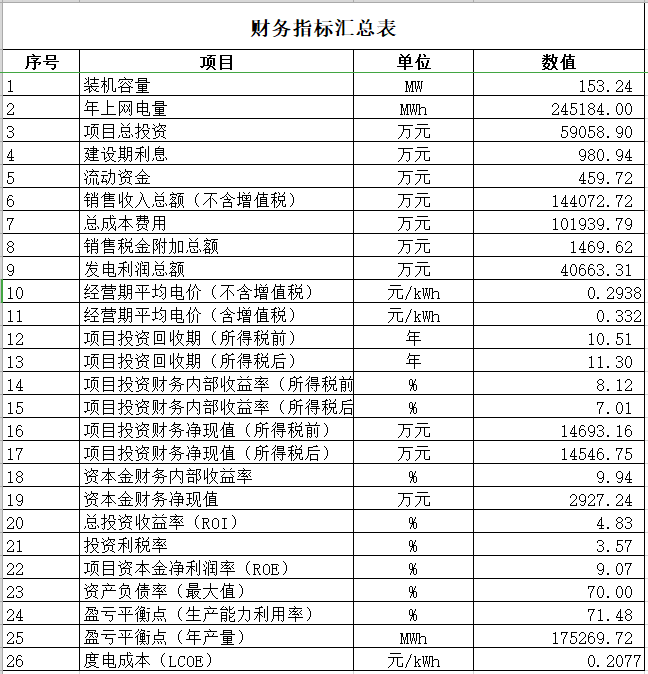 财务指标汇总表
序号 项目 单位 数值
1 装机容量 MW 153.24
2 年上网电量 MWh 245184.00
3 项目总投资 万元 59058.90
4 建设期利息 万元 980.94
5 流动资金 万元 459.72
6 销售收入总额（不含增值税） 万元 144072.72
7 总成本费用 万元 101939.79
8 销售税金附加总额 万元 1469.62
9 发电利润总额 万元 40663.31
10 经营期平均电价（不含增值税） 元/kWh 0.2938
11 经营期平均电价（含增值税） 元/kWh 0.332
12 项目投资回收期（所得税前） 年 10.51
13 项目投资回收期（所得税后） 年 11.30
14 项目投资财务内部收益率（所得税前 % 8.12
15 项目投资财务内部收益率（所得税后 % 7.01
16 项目投资财务净现值（所得税前） 万元 14693.16
17 项目投资财务净现值（所得税后） 万元 14546.75
18 资本金财务内部收益率 % 9.94
19 资本金财务净现值 万元 2927.24
20 总投资收益率（ROI） % 4.83
21 投资利税率 % 3.57
22 项目资本金净利润率（ROE） % 9.07
23 资产负债率（最大值） % 70.00
24 盈亏平衡点（生产能力利用率） % 71.48
25 盈亏平衡点（年产量） MWh 175269.72
26 度电成本（LCOE） 元/kWh 0.2077